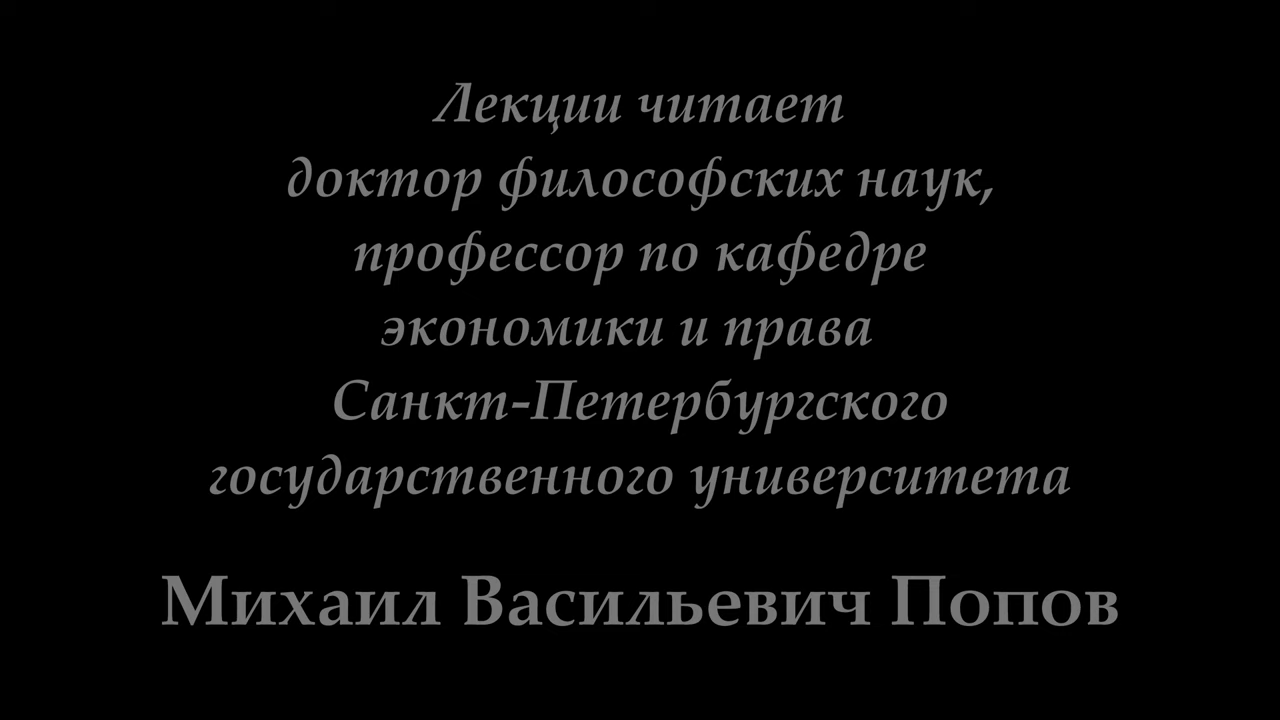 Лекции читает
доктор философских наук,
профессор по кафедре
экономики и права
Санкт-Петербургского
государственного университета
Михаил Васильевич Попов